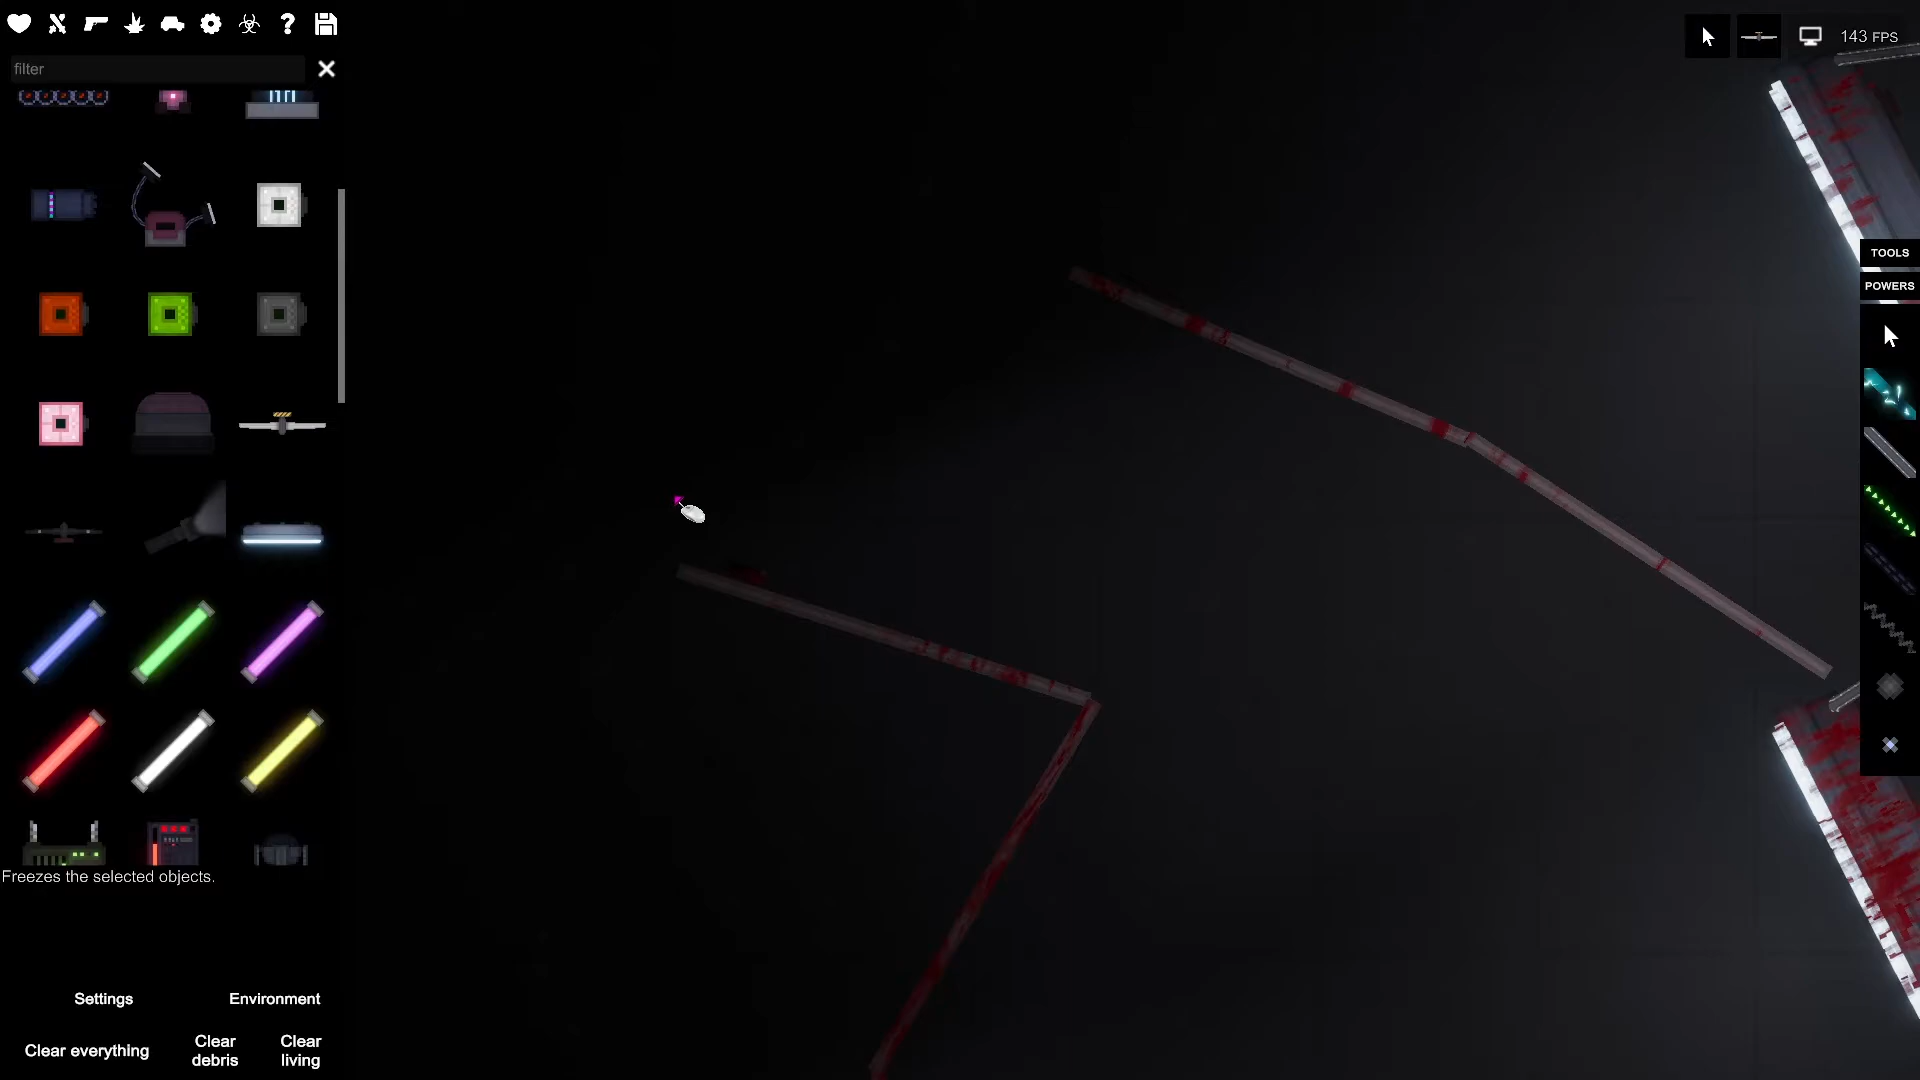 143 FPS
filter
TOOLS
POWERS
Freezes the selected objects.
Settings
Environment
Clear everything
Clear
debris
Clear
living